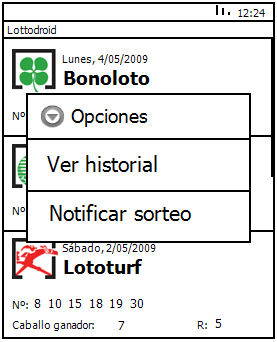 12:24
Lottodroid
Lunes, 4/05/2009
Bonoloto
Nº
Opciones
Ver historial
Nº
Notificar sorteo
Sábado, 2/05/2009
Lototurf
Nº: 8 10 15 18 19 30
Caballo ganador: 7 R: 5